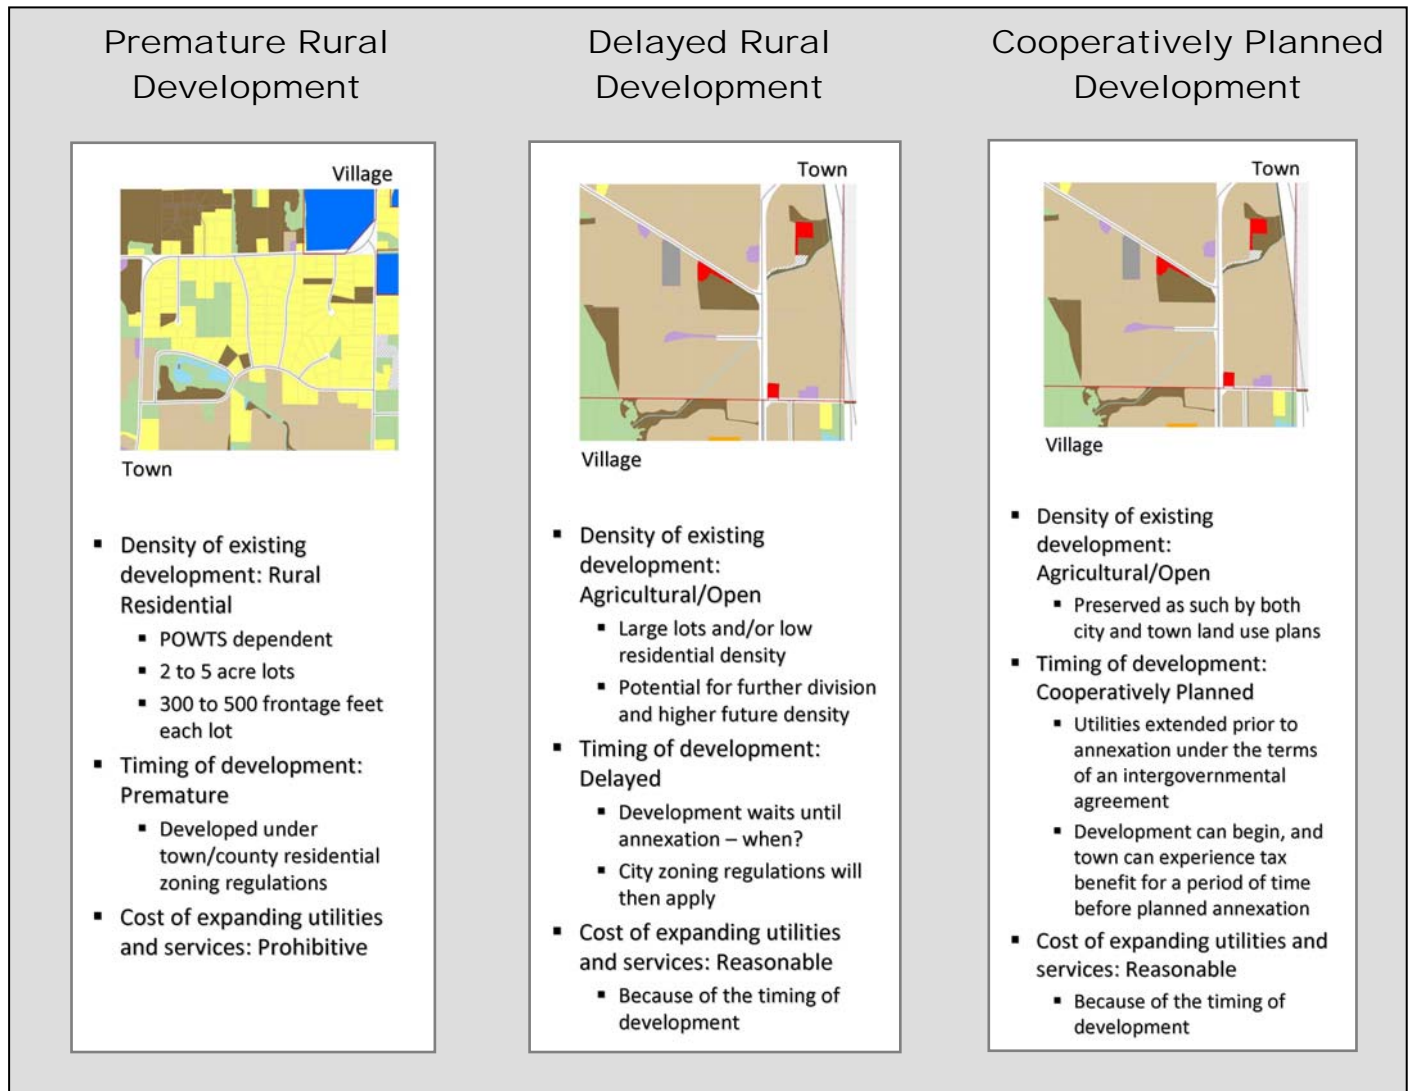 Premature Rural
Development
Village
Town
▪ Density of existing
development: Rural
Residential
▪ POWTS dependent
▪ 2 to 5 acre lots
▪ 300 to 500 frontage feet
each lot
▪ Timing of development:
Premature
▪ Developed under
town/county residential
zoning regulations
▪ Cost of expanding utilities
and services: Prohibitive
Delayed Rural
Development
Town
Village
▪ Density of existing
development:
Agricultural/Open
▪ Large lots and/or low
residential density
▪ Potential for further division
and higher future density
▪ Timing of development:
Delayed
▪ Development waits until
annexation – when?
▪ City zoning regulations will
then apply
▪ Cost of expanding utilities
and services: Reasonable
▪ Because of the timing of
development
Cooperatively Planned
Development
Town
Village
▪ Density of existing
development:
Agricultural/Open
▪ Preserved as such by both
city and town land use plans
▪ Timing of development:
Cooperatively Planned
▪ Utilities extended prior to
annexation under the terms
of an intergovernmental
agreement
▪ Development can begin, and
town can experience tax
benefit for a period of time
before planned annexation
▪ Cost of expanding utilities and
services: Reasonable
▪ Because of the timing of
development